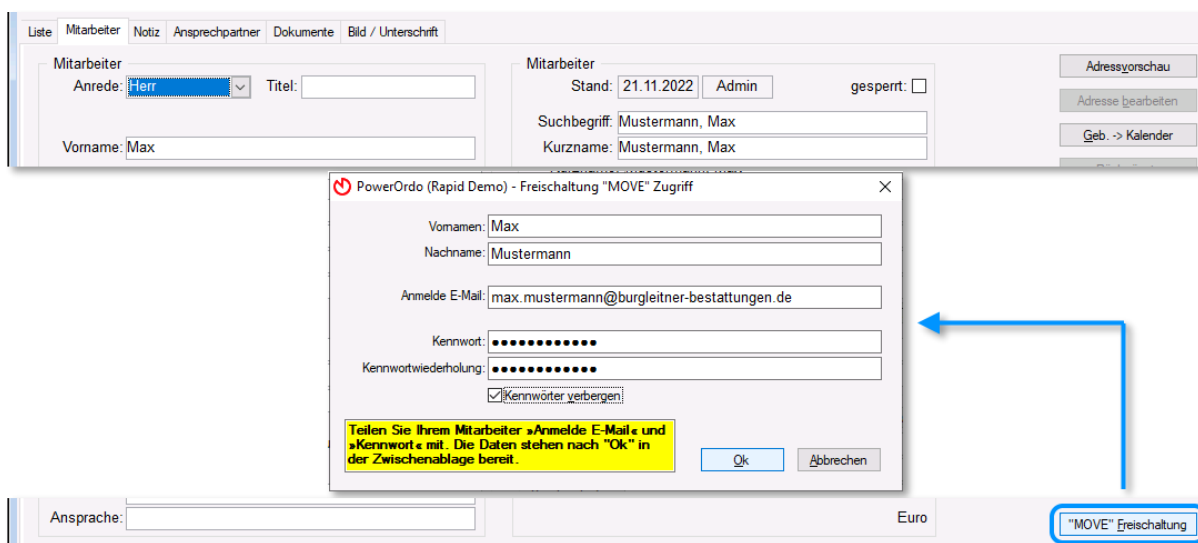 Liste Mitarbeiter Notiz Ansprechpartner Dokumente Bild / Unterschrift
Mitarbeiter
Anrede: Herr Titel:
Vorname: Max
Mitarbeiter
Stand: 21.11.2022 Admin gesperrt:
Suchbegriff: Mustermann, Max
Kurzname: Mustermann, Max
Adressvorschau
Adresse bearbeiten
Geb. -> Kalender
PowerOrdo (Rapid Demo) - Freischaltung "MOVE" Zugriff
Vornamen: Max
Nachname: Mustermann
Anmelde E-Mail: max.mustermann@burgleitner-bestattungen.de
Kennwort: ●●●●●●●●●●●●
Kennwortwiederholung: ●●●●●●●●●●●●
Kennwörter verbergen
Teilen Sie Ihrem Mitarbeiter »Anmelde E-Mail« und
»Kennwort« mit. Die Daten stehen nach "Ok" in
der Zwischenablage bereit.
Ok Abbrechen
Ansprache: Euro
"MOVE" Freischaltung